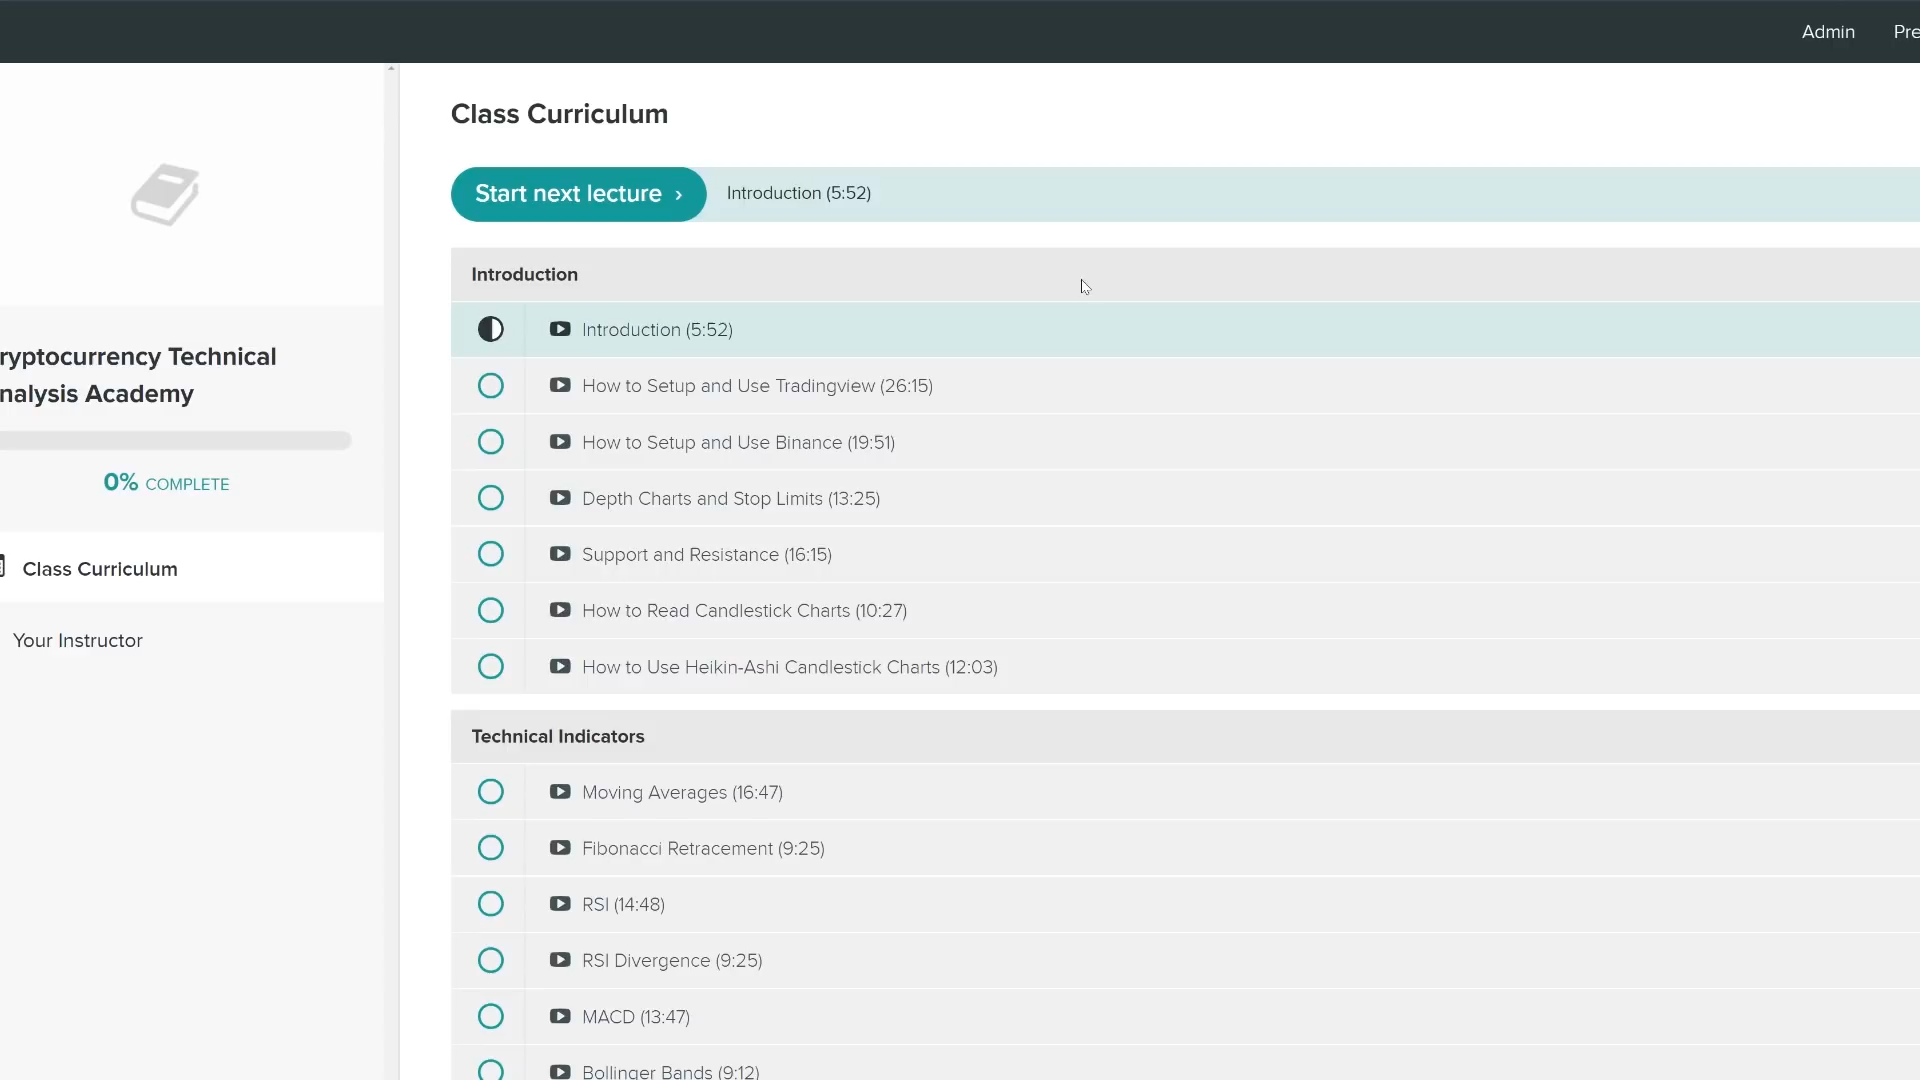 Admin
Pre
ryptocurrency Technical
nalysis Academy
0% COMPLETE
Class Curriculum
Your Instructor
Class Curriculum
Start next lecture ›
Introduction (5:52)
Introduction
Introduction (5:52)
How to Setup and Use Tradingview (26:15)
How to Setup and Use Binance (19:51)
Depth Charts and Stop Limits (13:25)
Support and Resistance (16:15)
How to Read Candlestick Charts (10:27)
How to Use Heikin-Ashi Candlestick Charts (12:03)
Technical Indicators
Moving Averages (16:47)
Fibonacci Retracement (9:25)
RSI (14:48)
RSI Divergence (9:25)
MACD (13:47)
Bollinger Bands (9:12)